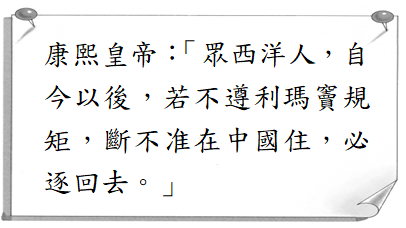 康熙皇帝：「眾西洋人，自
今以後，若不遵利瑪竇規
矩，斷不准在中國住，必
逐回去。」